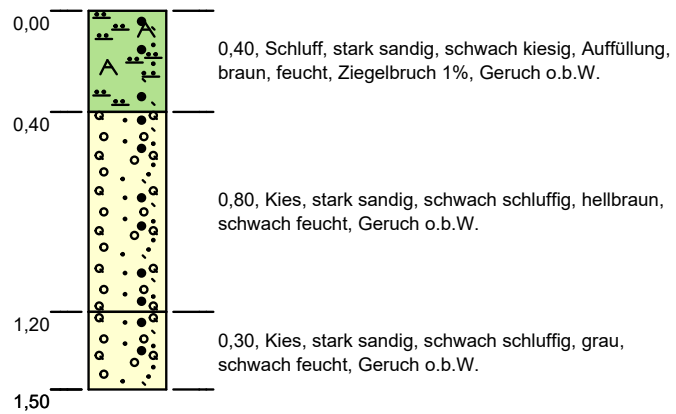 0,00
0,40, Schluff, stark sandig, schwach kiesig, Auffüllung,
braun, feucht, Ziegelbruch 1%, Geruch o.b.W.
0,40
0,80, Kies, stark sandig, schwach schluffig, hellbraun,
schwach feucht, Geruch o.b.W.
1,20
0,30, Kies, stark sandig, schwach schluffig, grau,
schwach feucht, Geruch o.b.W.
1,50